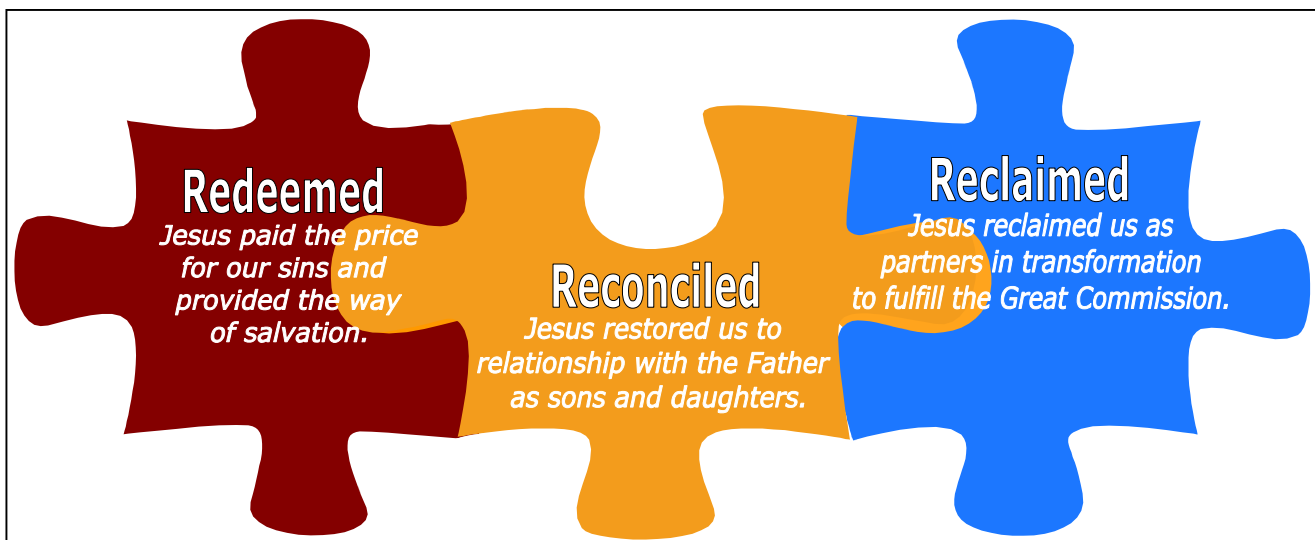 Redeemed
Jesus paid the price
for our sins and
provided the way
of salvation.
Reconciled
Jesus restored us to
relationship with the Father
as sons and daughters.
Reclaimed
Jesus reclaimed us as
partners in transformation
to fulfill the Great Commission.